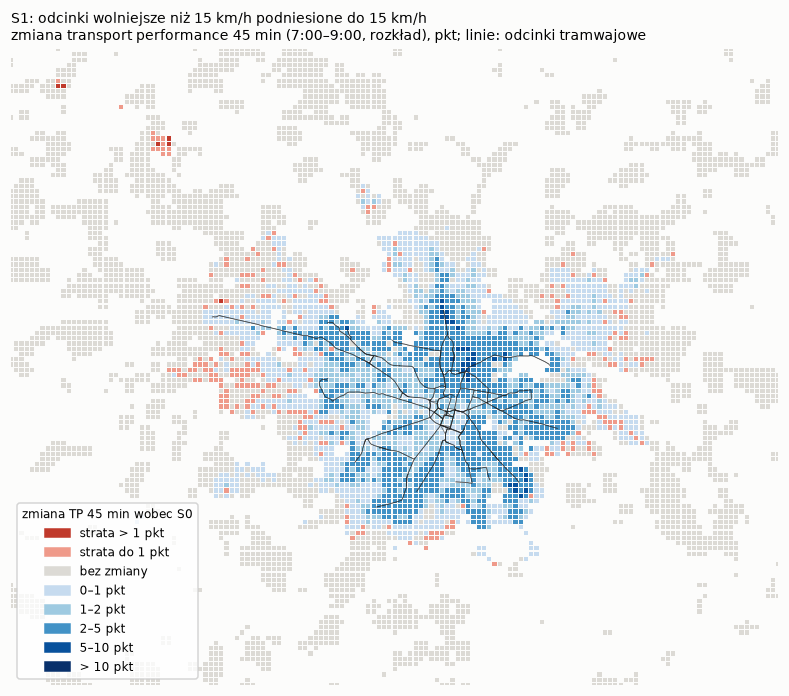 S1: odcinki wolniejsze niż 15 km/h podniesione do 15 km/h
zmiana transport performance 45 min (7:00–9:00, rozkład), pkt; linie: odcinki tramwajowe
zmiana TP 45 min wobec S0
strata > 1 pkt
strata do 1 pkt
bez zmiany
0–1 pkt
1–2 pkt
2–5 pkt
5–10 pkt
> 10 pkt